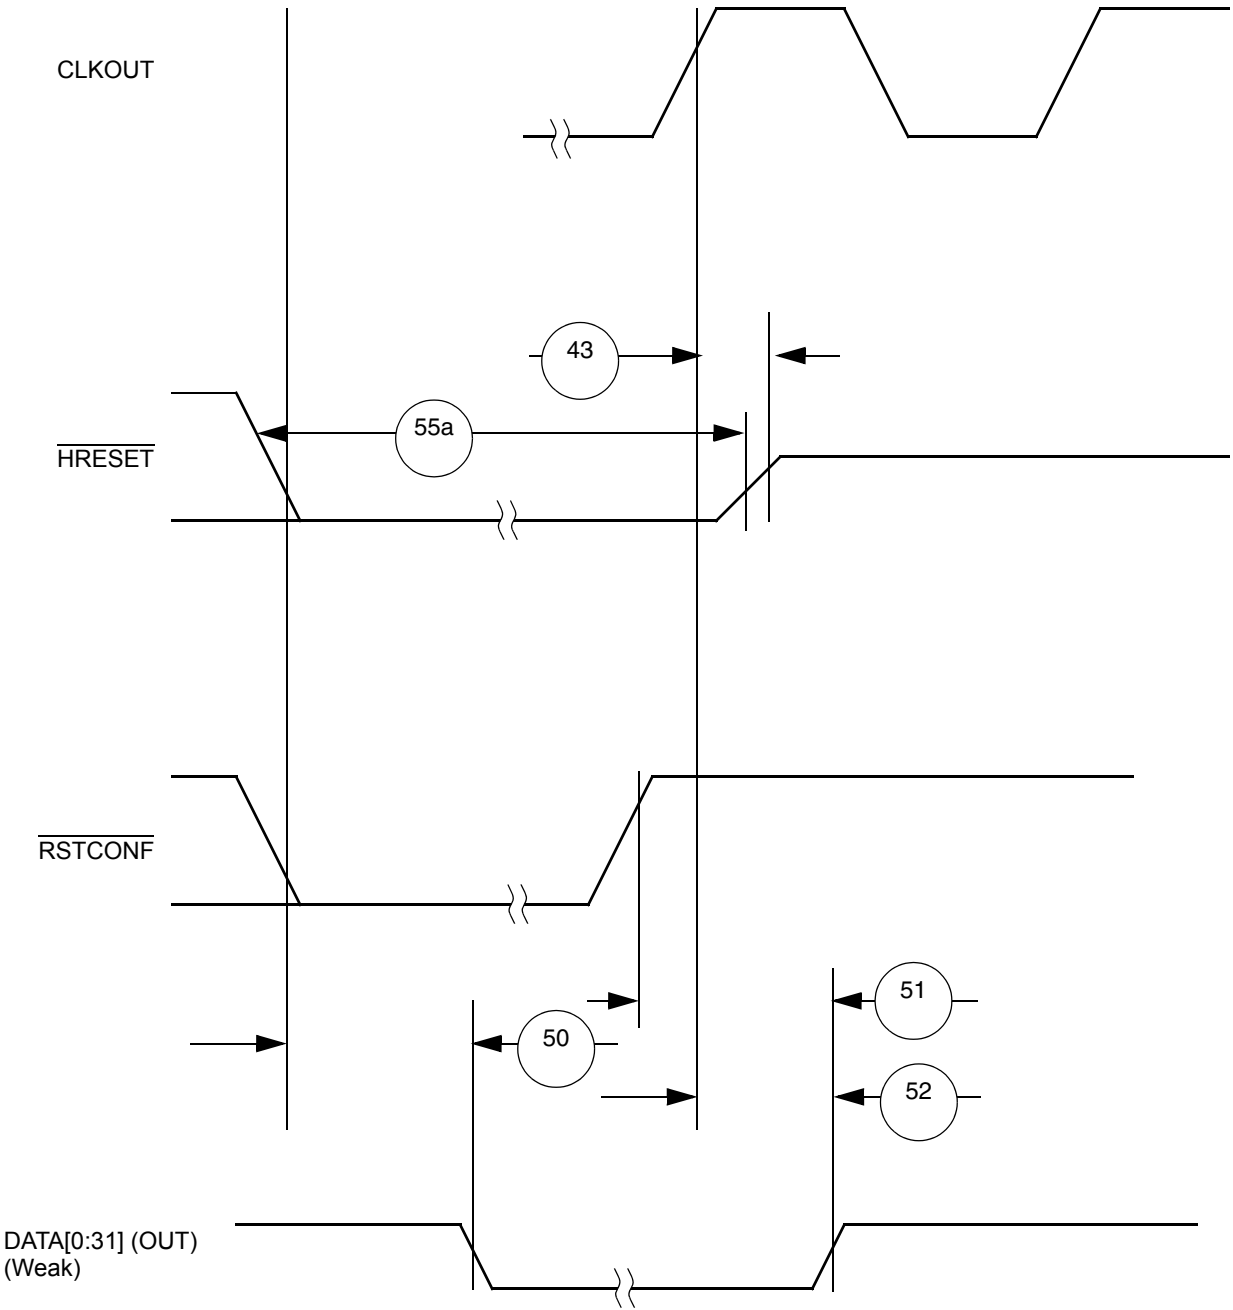 CLKOUT
43
55a
HRESET
RSTCONF
51
50
52
DATA[0:31] (OUT)
(Weak)